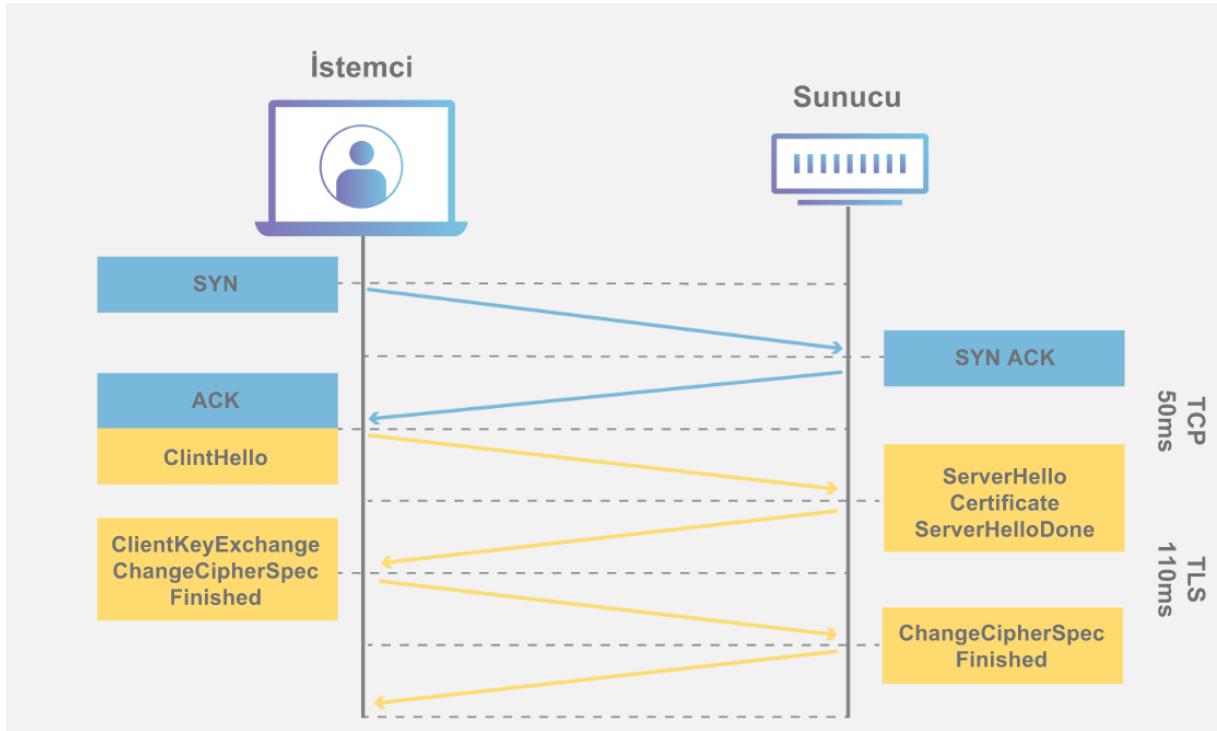 İstemci
Sunucu
SYN
SYN ACK
ACK
TCP
50ms
ClintHello
ServerHello
Certificate
ServerHelloDone
ClientKeyExchange
ChangeCipherSpec
Finished
TLS
110ms
ChangeCipherSpec
Finished